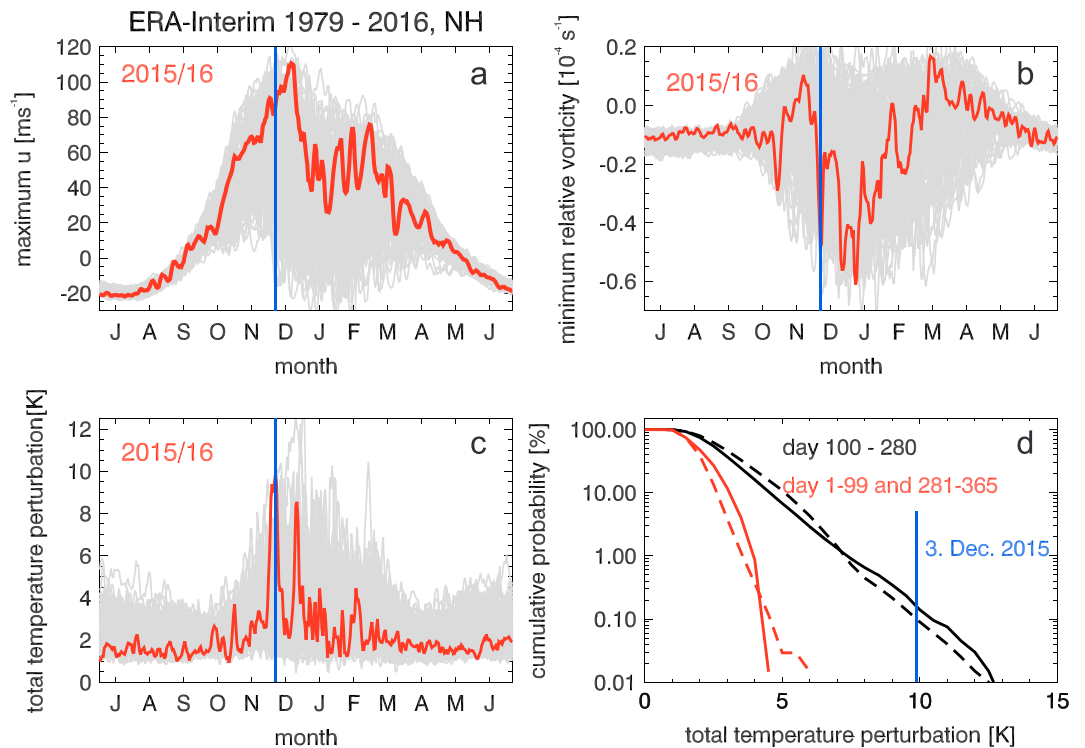 ERA-Interim 1979 - 2016, NH
120
100
80
60
40
20
0
-20
maximum u [ms⁻¹]
2015/16
a
J A S O N D J F M A M J
month
0.2
0.0
-0.2
-0.4
-0.6
minimum relative vorticity [10⁻⁴ s⁻¹]
2015/16
b
J A S O N D J F M A M J
month
12
10
8
6
4
2
0
total temperature perturbation[K]
2015/16
c
J A S O N D J F M A M J
month
100.00
10.00
1.00
0.10
0.01
cumulative probability [%]
day 100 - 280
d
day 1-99 and 281-365
3. Dec. 2015
0 5 10 15
total temperature perturbation [K]